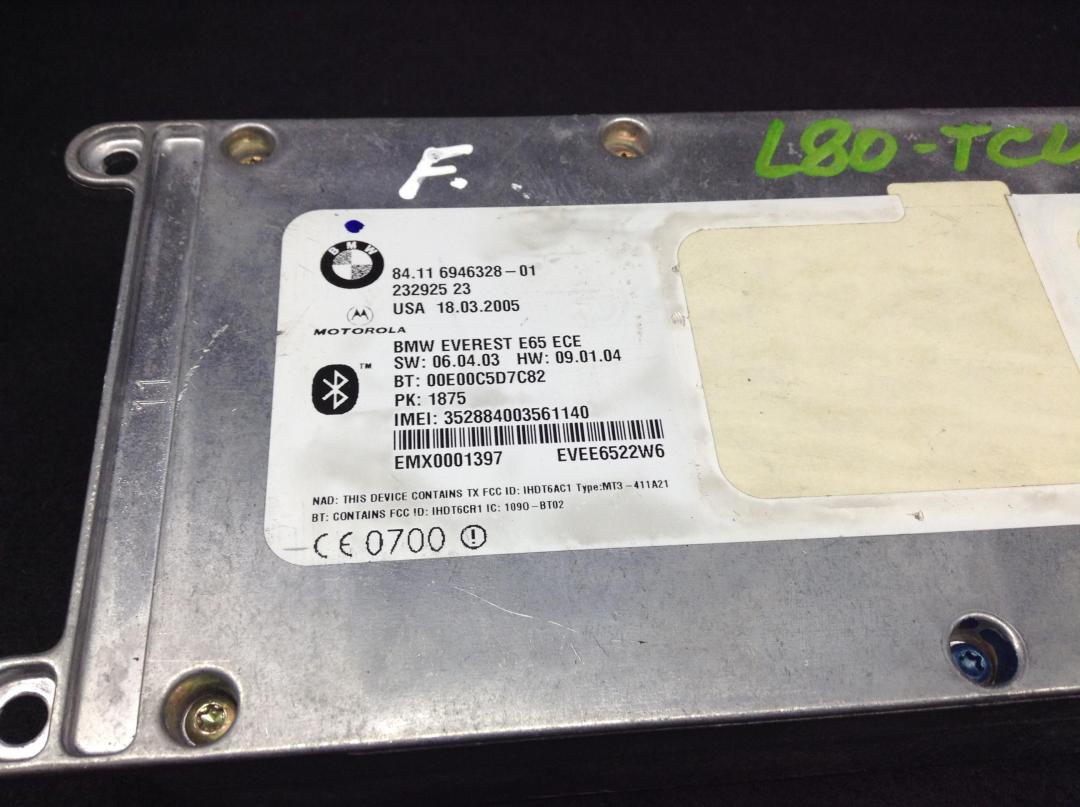 F.
L80-TCU
BMW
84.11 6946328-01
232925 23
USA 18.03.2005
MOTOROLA
BMW EVEREST E65 ECE
SW: 06.04.03 HW: 09.01.04
TM
BT: 00E00C5D7C82
PK: 1875
IMEI: 352884003561140
EMX0001397 EVEE6522W6
NAD: THIS DEVICE CONTAINS TX FCC ID: IHDT6AC1 Type:MT3-411A21
BT: CONTAINS FCC ID: IHDT6CR1 IC: 1090-BT02
CE 0700
11